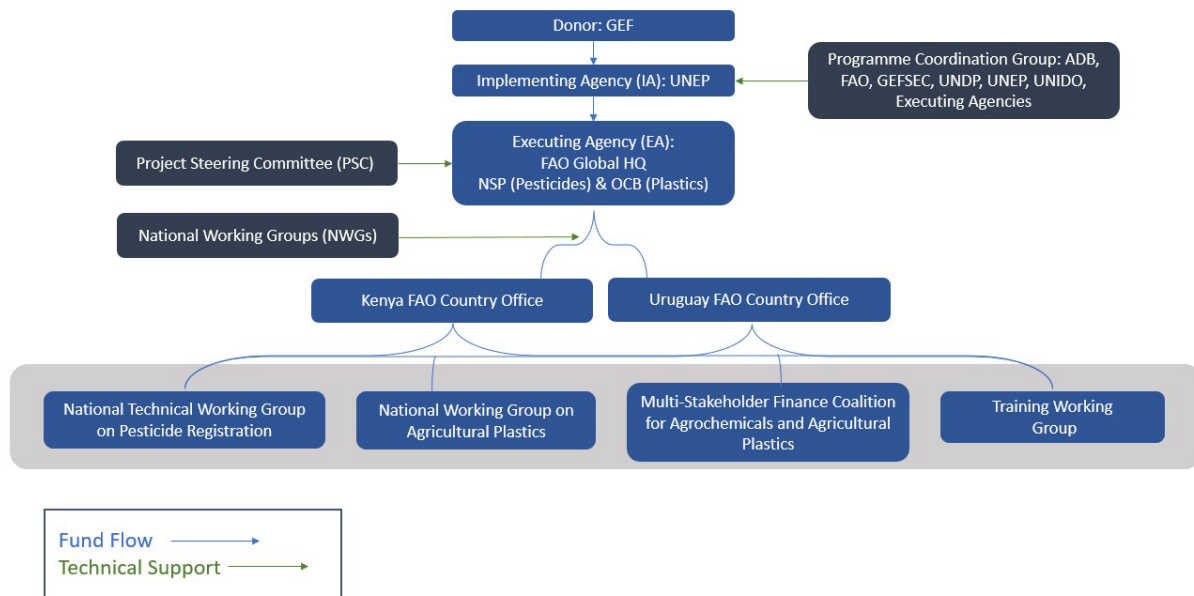 Donor: GEF
Implementing Agency (IA): UNEP
Programme Coordination Group: ADB,
FAO, GEFSEC, UNDP, UNEP, UNIDO,
Executing Agencies
Executing Agency (EA):
FAO Global HQ
NSP (Pesticides) & OCB (Plastics)
Project Steering Committee (PSC)
National Working Groups (NWGs)
Kenya FAO Country Office
Uruguay FAO Country Office
National Technical Working Group
on Pesticide Registration
National Working Group on
Agricultural Plastics
Multi-Stakeholder Finance Coalition
for Agrochemicals and Agricultural
Plastics
Training Working
Group
Fund Flow
Technical Support